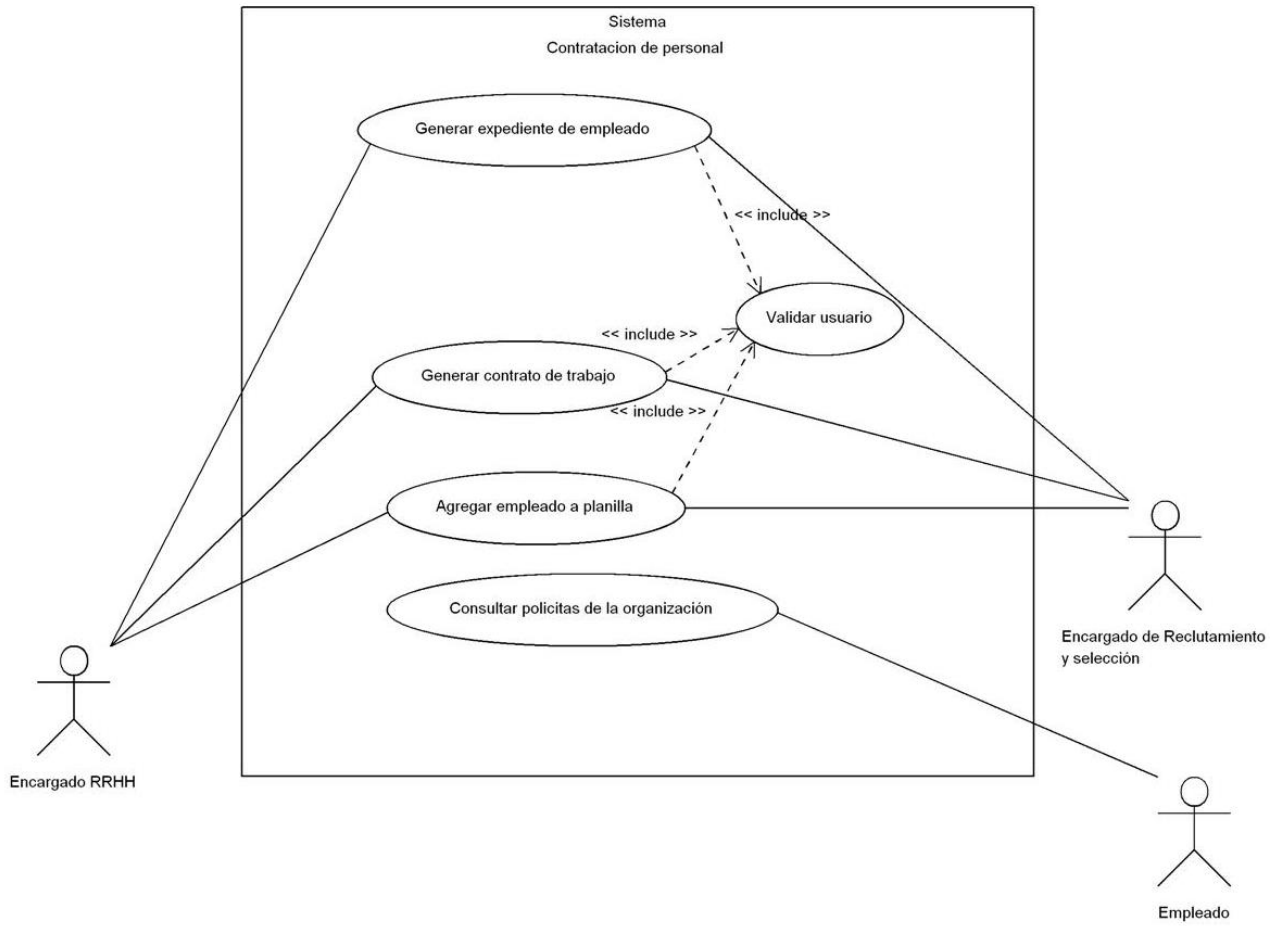 Sistema
Contratacion de personal
Generar expediente de empleado
<< include >>
Validar usuario
<< include >>
Generar contrato de trabajo
<< include >>
Agregar empleado a planilla
Consultar policitas de la organización
Encargado de Reclutamiento
y selección
Encargado RRHH
Empleado